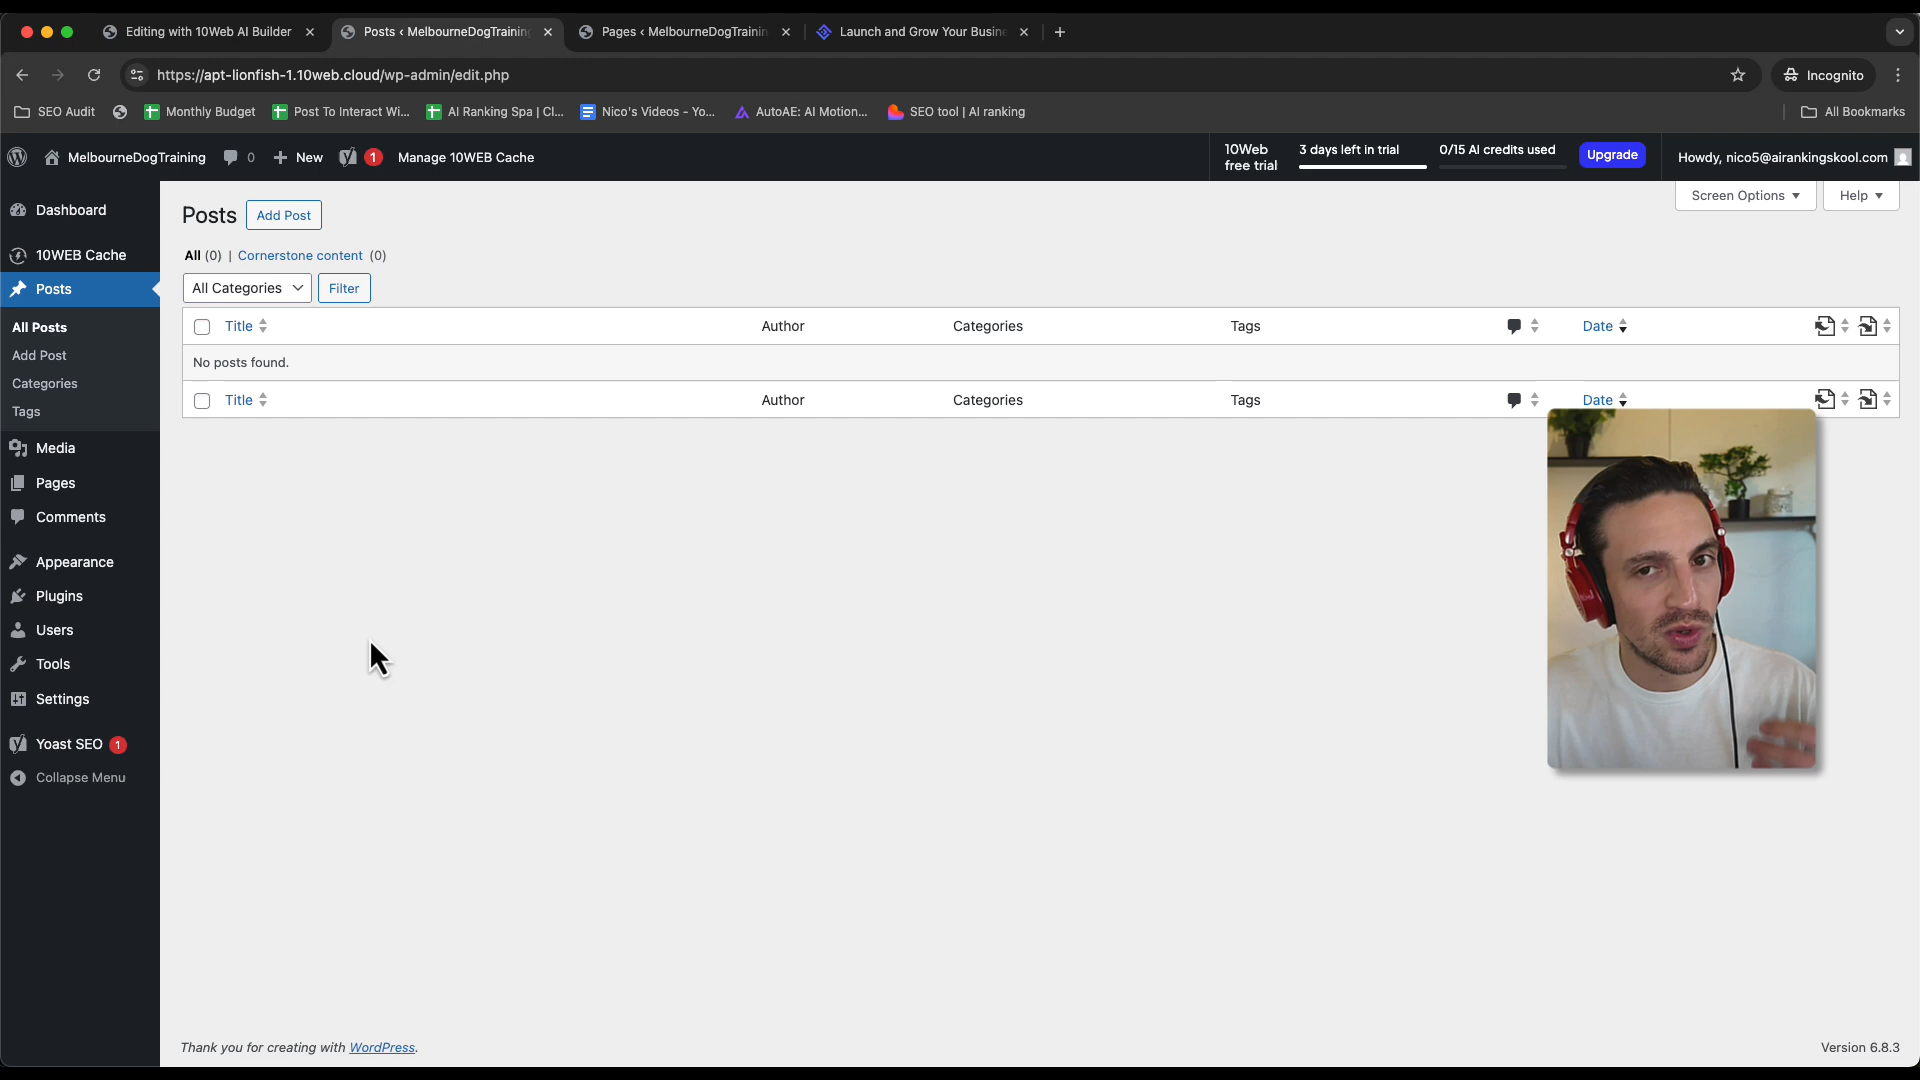 Editing with 10Web AI Builder
Posts ‹ MelbourneDogTraining
Pages ‹ MelbourneDogTrainin
Launch and Grow Your Busine
https://apt-lionfish-1.10web.cloud/wp-admin/edit.php
Incognito
SEO Audit
Monthly Budget
Post To Interact Wi...
AI Ranking Spa | Cl...
Nico's Videos - Yo...
AutoAE: AI Motion...
SEO tool | AI ranking
All Bookmarks
MelbourneDogTraining
0
New
1
Manage 10WEB Cache
10Web free trial
3 days left in trial
0/15 AI credits used
Upgrade
Howdy, nico5@airankingskool.com
Dashboard
10WEB Cache
Posts
All Posts
Add Post
Categories
Tags
Media
Pages
Comments
Appearance
Plugins
Users
Tools
Settings
Yoast SEO 1
Collapse Menu
Screen Options
Help
Posts
Add Post
All (0) | Cornerstone content (0)
All Categories
Filter
Title Author Categories Tags Date
No posts found.
Title Author Categories Tags Date
Thank you for creating with WordPress.
Version 6.8.3